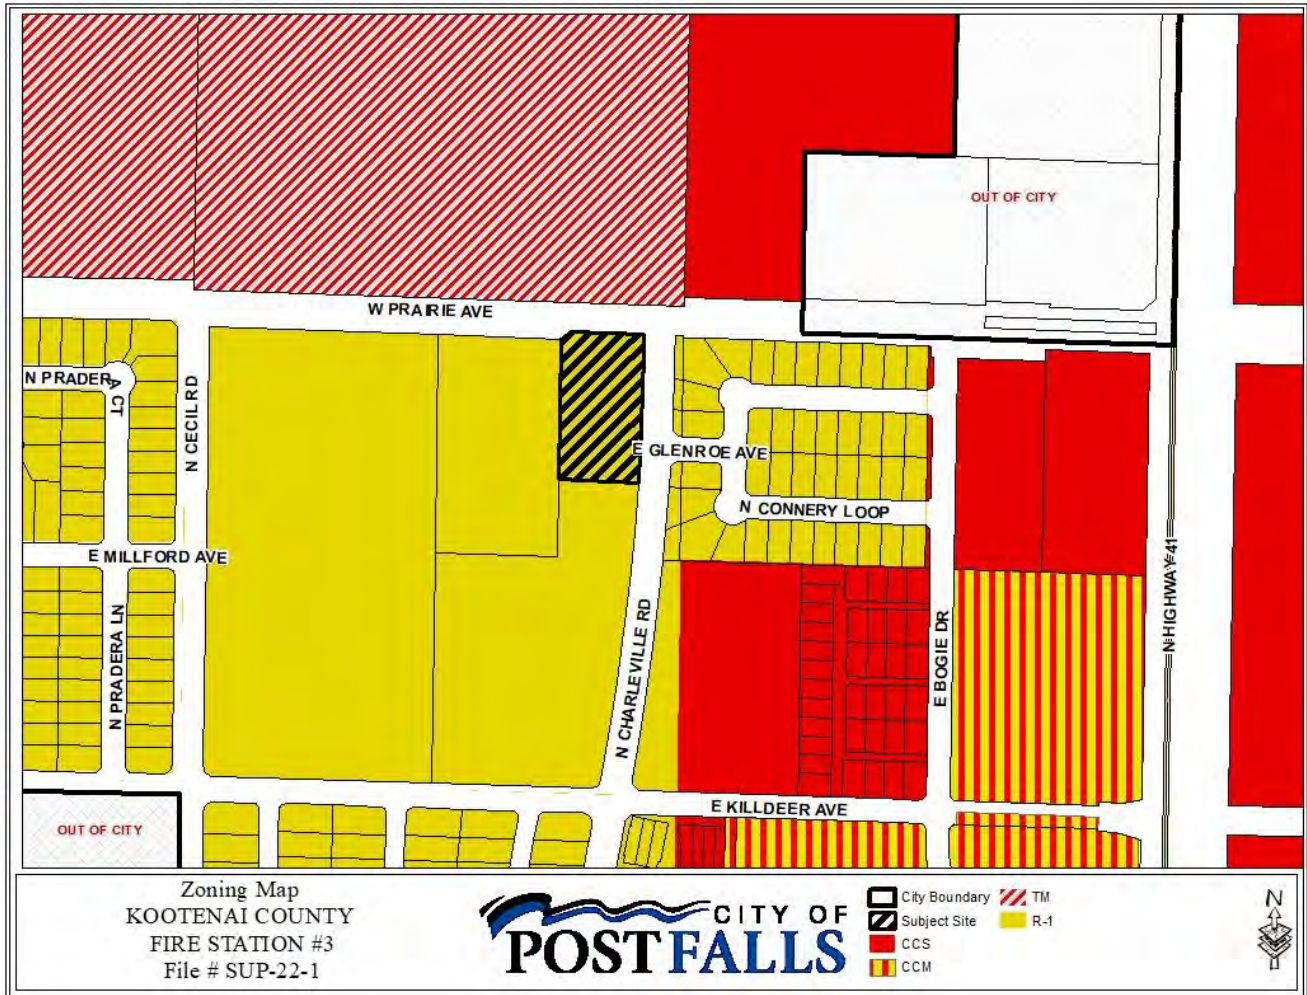 OUT OF CITY
W PRAIRIE AVE
N PRADERA CT
N CECIL RD
E GLENROE AVE
N CONNERY LOOP
E MILLFORD AVE
N HIGHWAY 41
N PRADERA LN
N CHARLEVILLE RD
E BOGIE DR
E KILLDEER AVE
OUT OF CITY
Zoning Map
KOOTENAI COUNTY
FIRE STATION #3
File # SUP-22-1
CITY OF
POST FALLS
City Boundary
Subject Site
CCS
CCM
TM
R-1
N